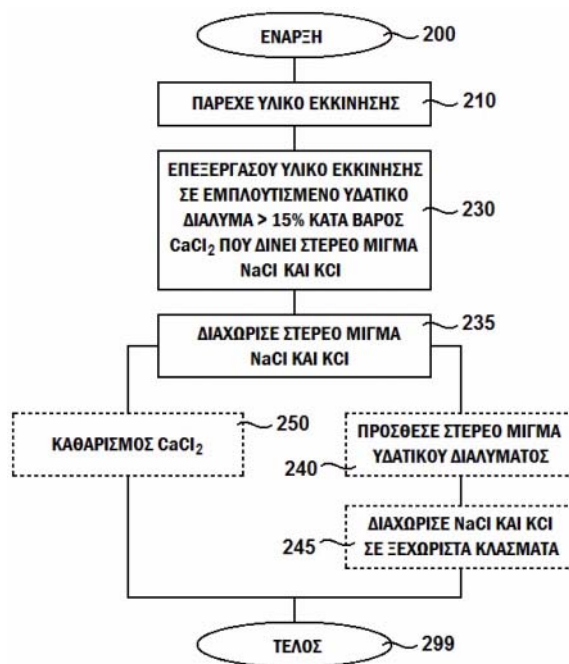 ΕΝΑΡΞΗ
200
ΠΑΡΕΧΕ ΥΛΙΚΟ ΕΚΚΙΝΗΣΗΣ
210
ΕΠΕΞΕΡΓΑΣΟΥ ΥΛΙΚΟ ΕΚΚΙΝΗΣΗΣ
ΣΕ ΕΜΠΛΟΥΤΙΣΜΕΝΟ ΥΔΑΤΙΚΟ
ΔΙΑΛΥΜΑ > 15% ΚΑΤΑ ΒΑΡΟΣ
CaCl₂ ΠΟΥ ΔΙΝΕΙ ΣΤΕΡΕΟ ΜΙΓΜΑ
NaCl ΚΑΙ KCl
230
ΔΙΑΧΩΡΙΣΕ ΣΤΕΡΕΟ ΜΙΓΜΑ
NaCl ΚΑΙ KCl
235
ΚΑΘΑΡΙΣΜΟΣ CaCl₂
250
ΠΡΟΣΘΕΣΕ ΣΤΕΡΕΟ ΜΙΓΜΑ
ΥΔΑΤΙΚΟΥ ΔΙΑΛΥΜΑΤΟΣ
240
ΔΙΑΧΩΡΙΣΕ NaCl ΚΑΙ KCl
ΣΕ ΞΕΧΩΡΙΣΤΑ ΚΛΑΣΜΑΤΑ
245
ΤΕΛΟΣ
299